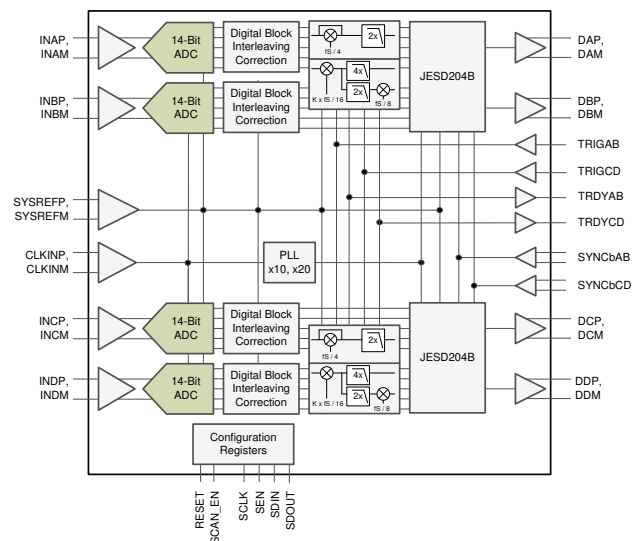 INAP,
INAM
14-Bit
ADC
Digital Block
Interleaving
Correction
fS / 4
2x
JESD204B
DAP,
DAM
K x fS / 16
4x
2x
fS / 8
INBP,
INBM
14-Bit
ADC
Digital Block
Interleaving
Correction
DBP,
DBM
TRIGAB
TRIGCD
SYSREFP,
SYSREFM
TRDYAB
TRDYCD
CLKINP,
CLKINM
PLL
x10, x20
SYNCbAB
SYNCbCD
INCP,
INCM
14-Bit
ADC
Digital Block
Interleaving
Correction
fS / 4
2x
JESD204B
DCP,
DCM
INDP,
INDM
14-Bit
ADC
Digital Block
Interleaving
Correction
K x fS / 16
4x
2x
fS / 8
DDP,
DDM
Configuration
Registers
RESET
SCAN_EN
SCLK
SEN
SDIN
SDOUT